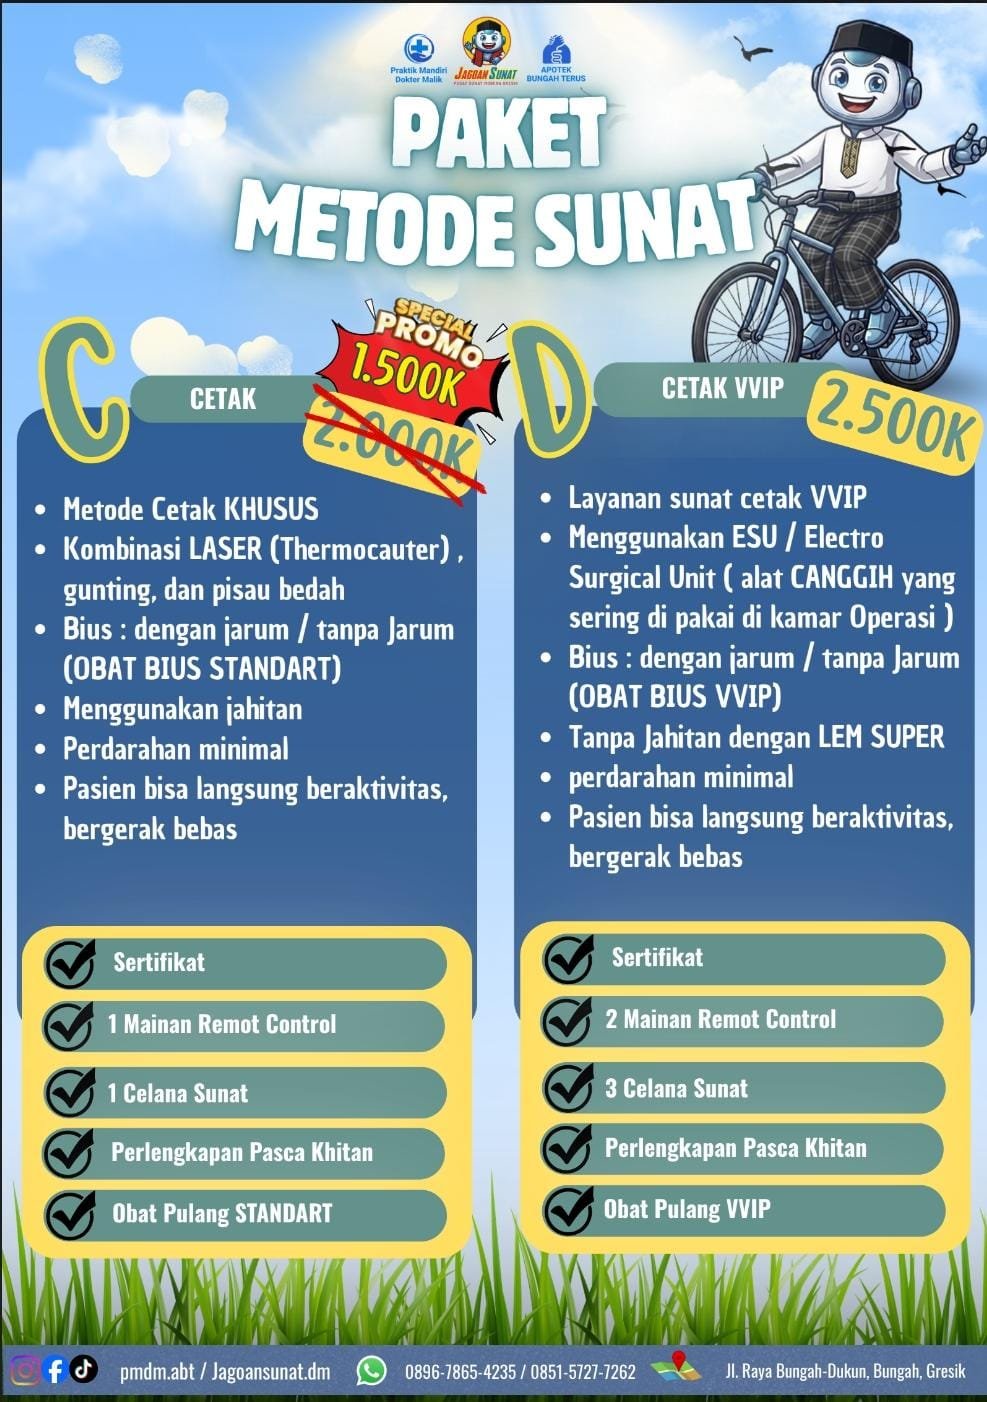 Praktik Mandiri
Dokter Malik
JAGOAN SUNAT
PUSAT SUNAT MODERN GRESIK
APOTEK
BUNGAH TERUS
PAKET
METODE SUNAT
C
CETAK
SPECIAL
PROMO
1.500K
2.000K
Metode Cetak KHUSUS
Kombinasi LASER (Thermocauter) ,
gunting, dan pisau bedah
Bius : dengan jarum / tanpa Jarum
(OBAT BIUS STANDART)
Menggunakan jahitan
Perdarahan minimal
Pasien bisa langsung beraktivitas,
bergerak bebas
Sertifikat
1 Mainan Remot Control
1 Celana Sunat
Perlengkapan Pasca Khitan
Obat Pulang STANDART
D
CETAK VVIP
2.500K
Layanan sunat cetak VVIP
Menggunakan ESU / Electro
Surgical Unit ( alat CANGGIH yang
sering di pakai di kamar Operasi )
Bius : dengan jarum / tanpa Jarum
(OBAT BIUS VVIP)
Tanpa Jahitan dengan LEM SUPER
perdarahan minimal
Pasien bisa langsung beraktivitas,
bergerak bebas
Sertifikat
2 Mainan Remot Control
3 Celana Sunat
Perlengkapan Pasca Khitan
Obat Pulang VVIP
pmdm.abt / Jagoansunat.dm
0896-7865-4235 / 0851-5727-7262
Jl. Raya Bungah-Dukun, Bungah, Gresik